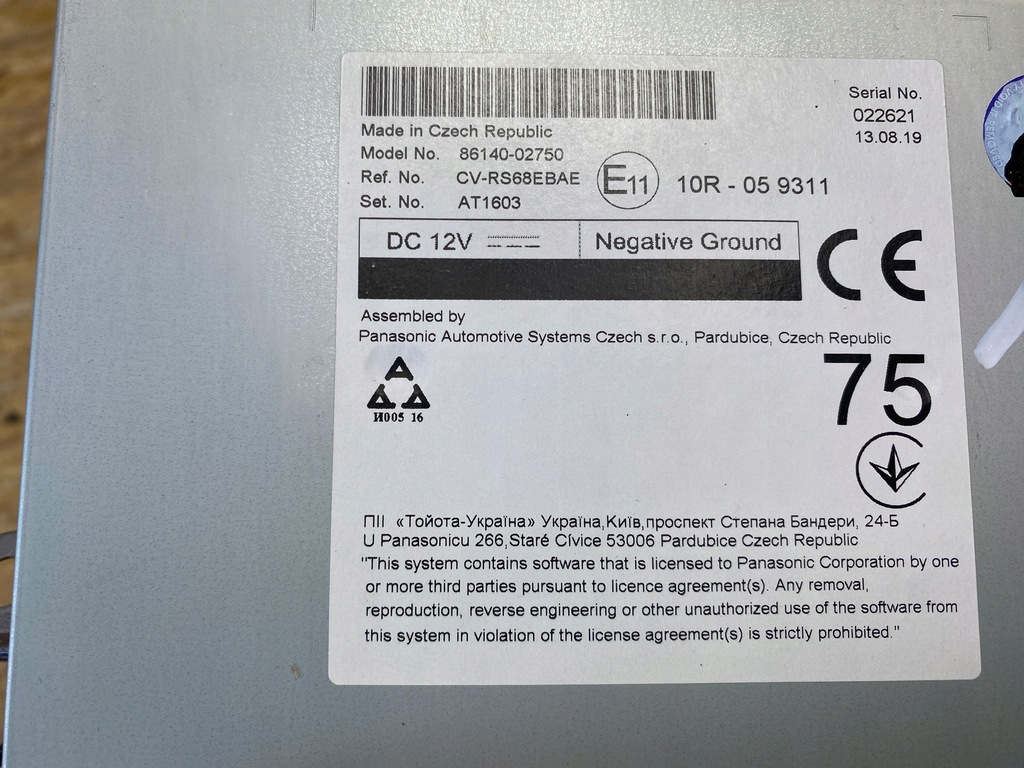 Serial No.
022621
13.08.19
Made in Czech Republic
Model No. 86140-02750
Ref. No. CV-RS68EBAE
Set. No. AT1603
E11 10R - 05 9311
DC 12V Negative Ground
CE
Assembled by
Panasonic Automotive Systems Czech s.r.o., Pardubice, Czech Republic
И005 16
75
ПІІ «Тойота-Україна» Україна,Київ,проспект Степана Бандери, 24-Б
U Panasonicu 266,Staré Cívice 53006 Pardubice Czech Republic
"This system contains software that is licensed to Panasonic Corporation by one
or more third parties pursuant to licence agreement(s). Any removal,
reproduction, reverse engineering or other unauthorized use of the software from
this system in violation of the license agreement(s) is strictly prohibited."